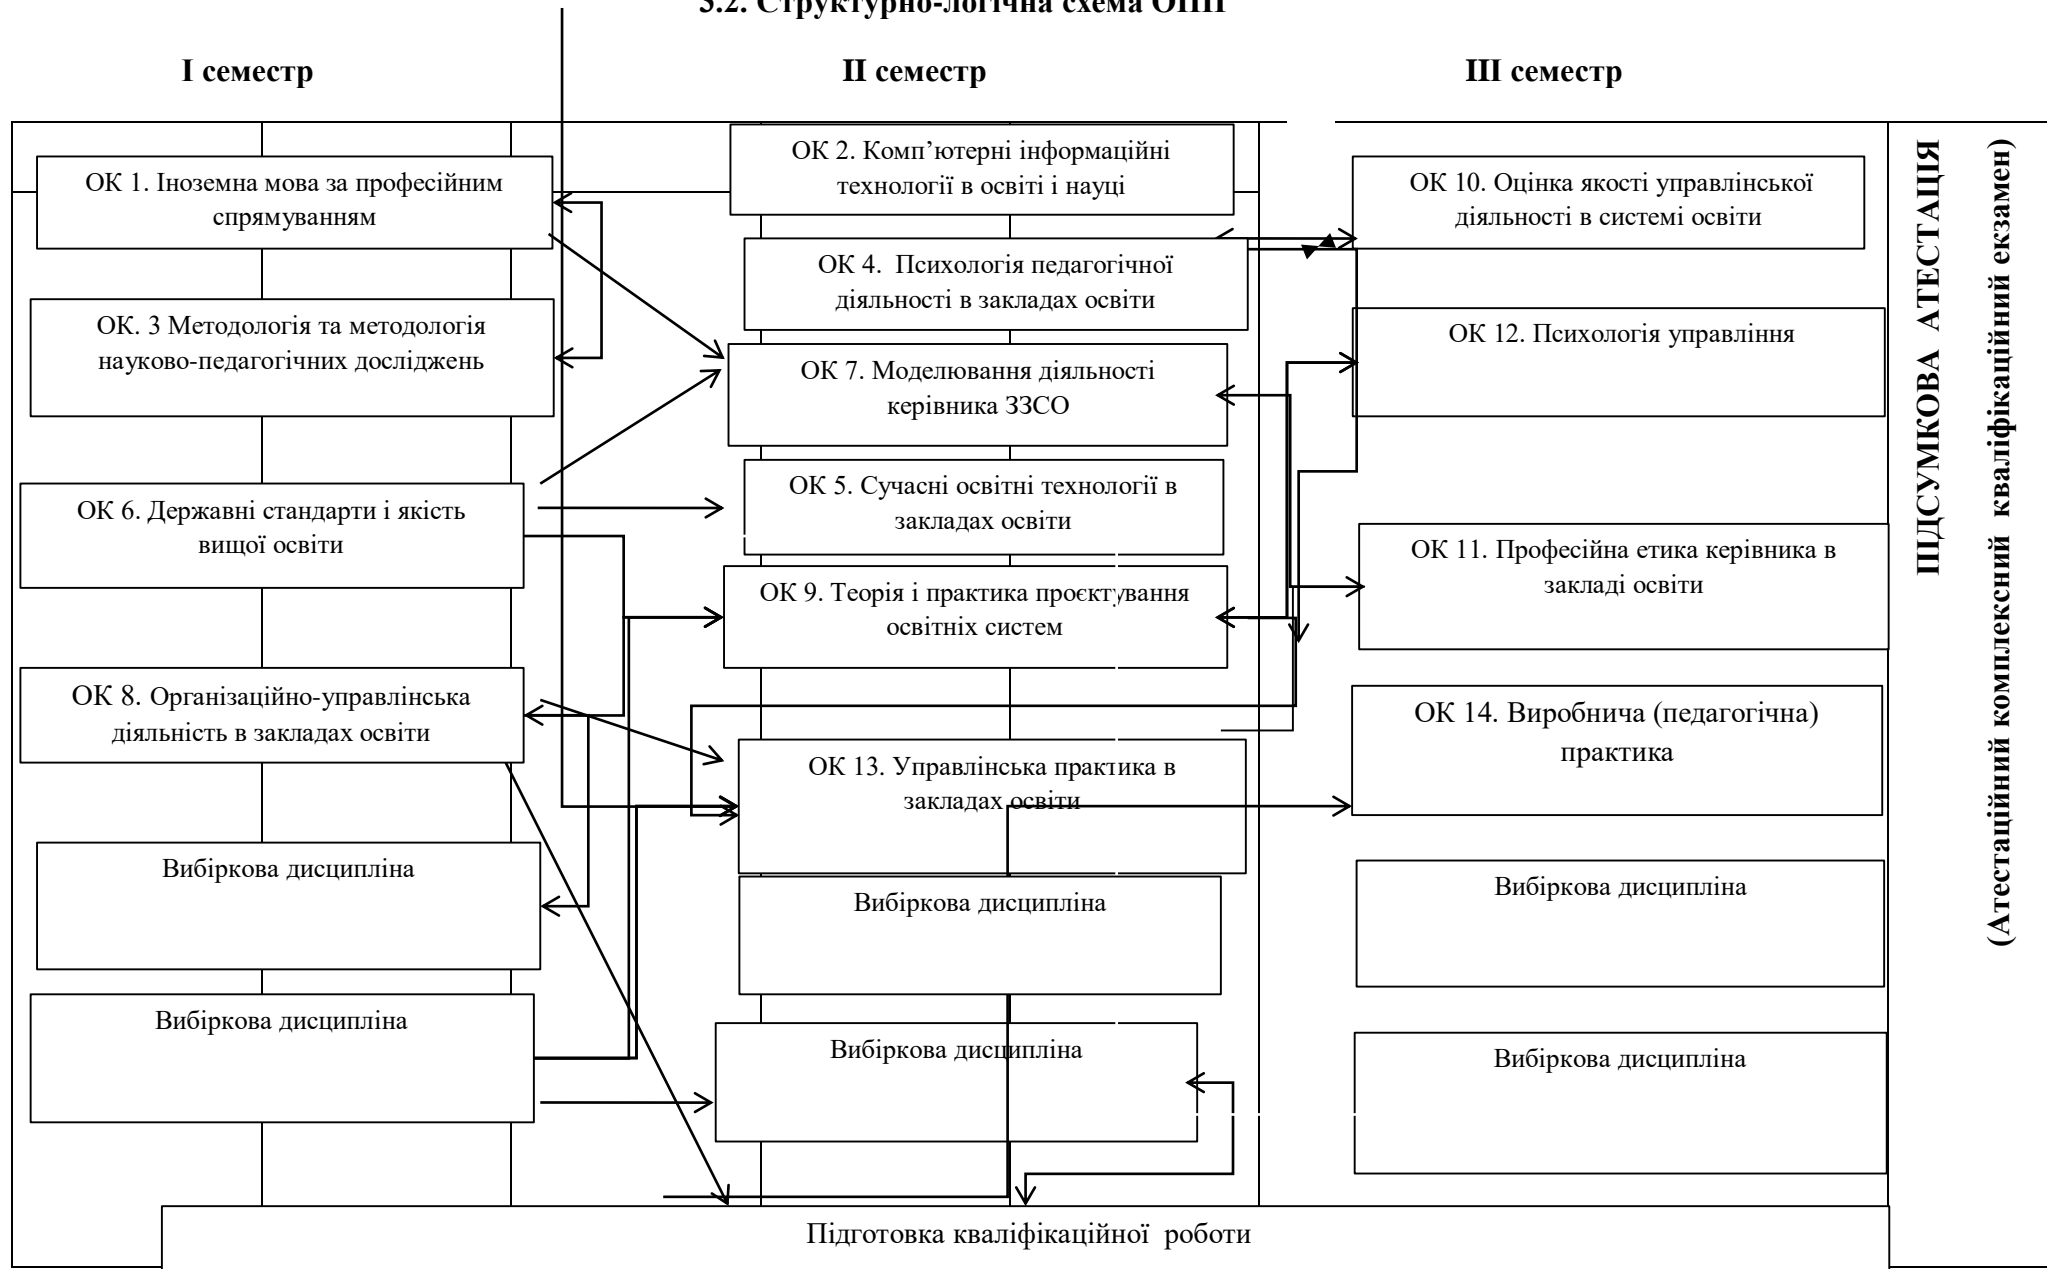 3.2. Структурно-логічна схема ОПП
І семестр
ІІ семестр
ІІІ семестр
ОК 1. Іноземна мова за професійним
спрямуванням
ОК. 3 Методологія та методологія
науково-педагогічних досліджень
ОК 6. Державні стандарти і якість
вищої освіти
ОК 8. Організаційно-управлінська
діяльність в закладах освіти
Вибіркова дисципліна
Вибіркова дисципліна
ОК 2. Комп’ютерні інформаційні
технології в освіті і науці
ОК 4. Психологія педагогічної
діяльності в закладах освіти
ОК 7. Моделювання діяльності
керівника ЗЗСО
ОК 5. Сучасні освітні технології в
закладах освіти
ОК 9. Теорія і практика проєктування
освітніх систем
ОК 13. Управлінська практика в
закладах освіти
Вибіркова дисципліна
Вибіркова дисципліна
ОК 10. Оцінка якості управлінської
діяльності в системі освіти
ОК 12. Психологія управління
ОК 11. Професійна етика керівника в
закладі освіти
ОК 14. Виробнича (педагогічна)
практика
Вибіркова дисципліна
Вибіркова дисципліна
ПІДСУМКОВА АТЕСТАЦІЯ
(Атестаційний комплексний кваліфікаційний екзамен)
Підготовка кваліфікаційної роботи